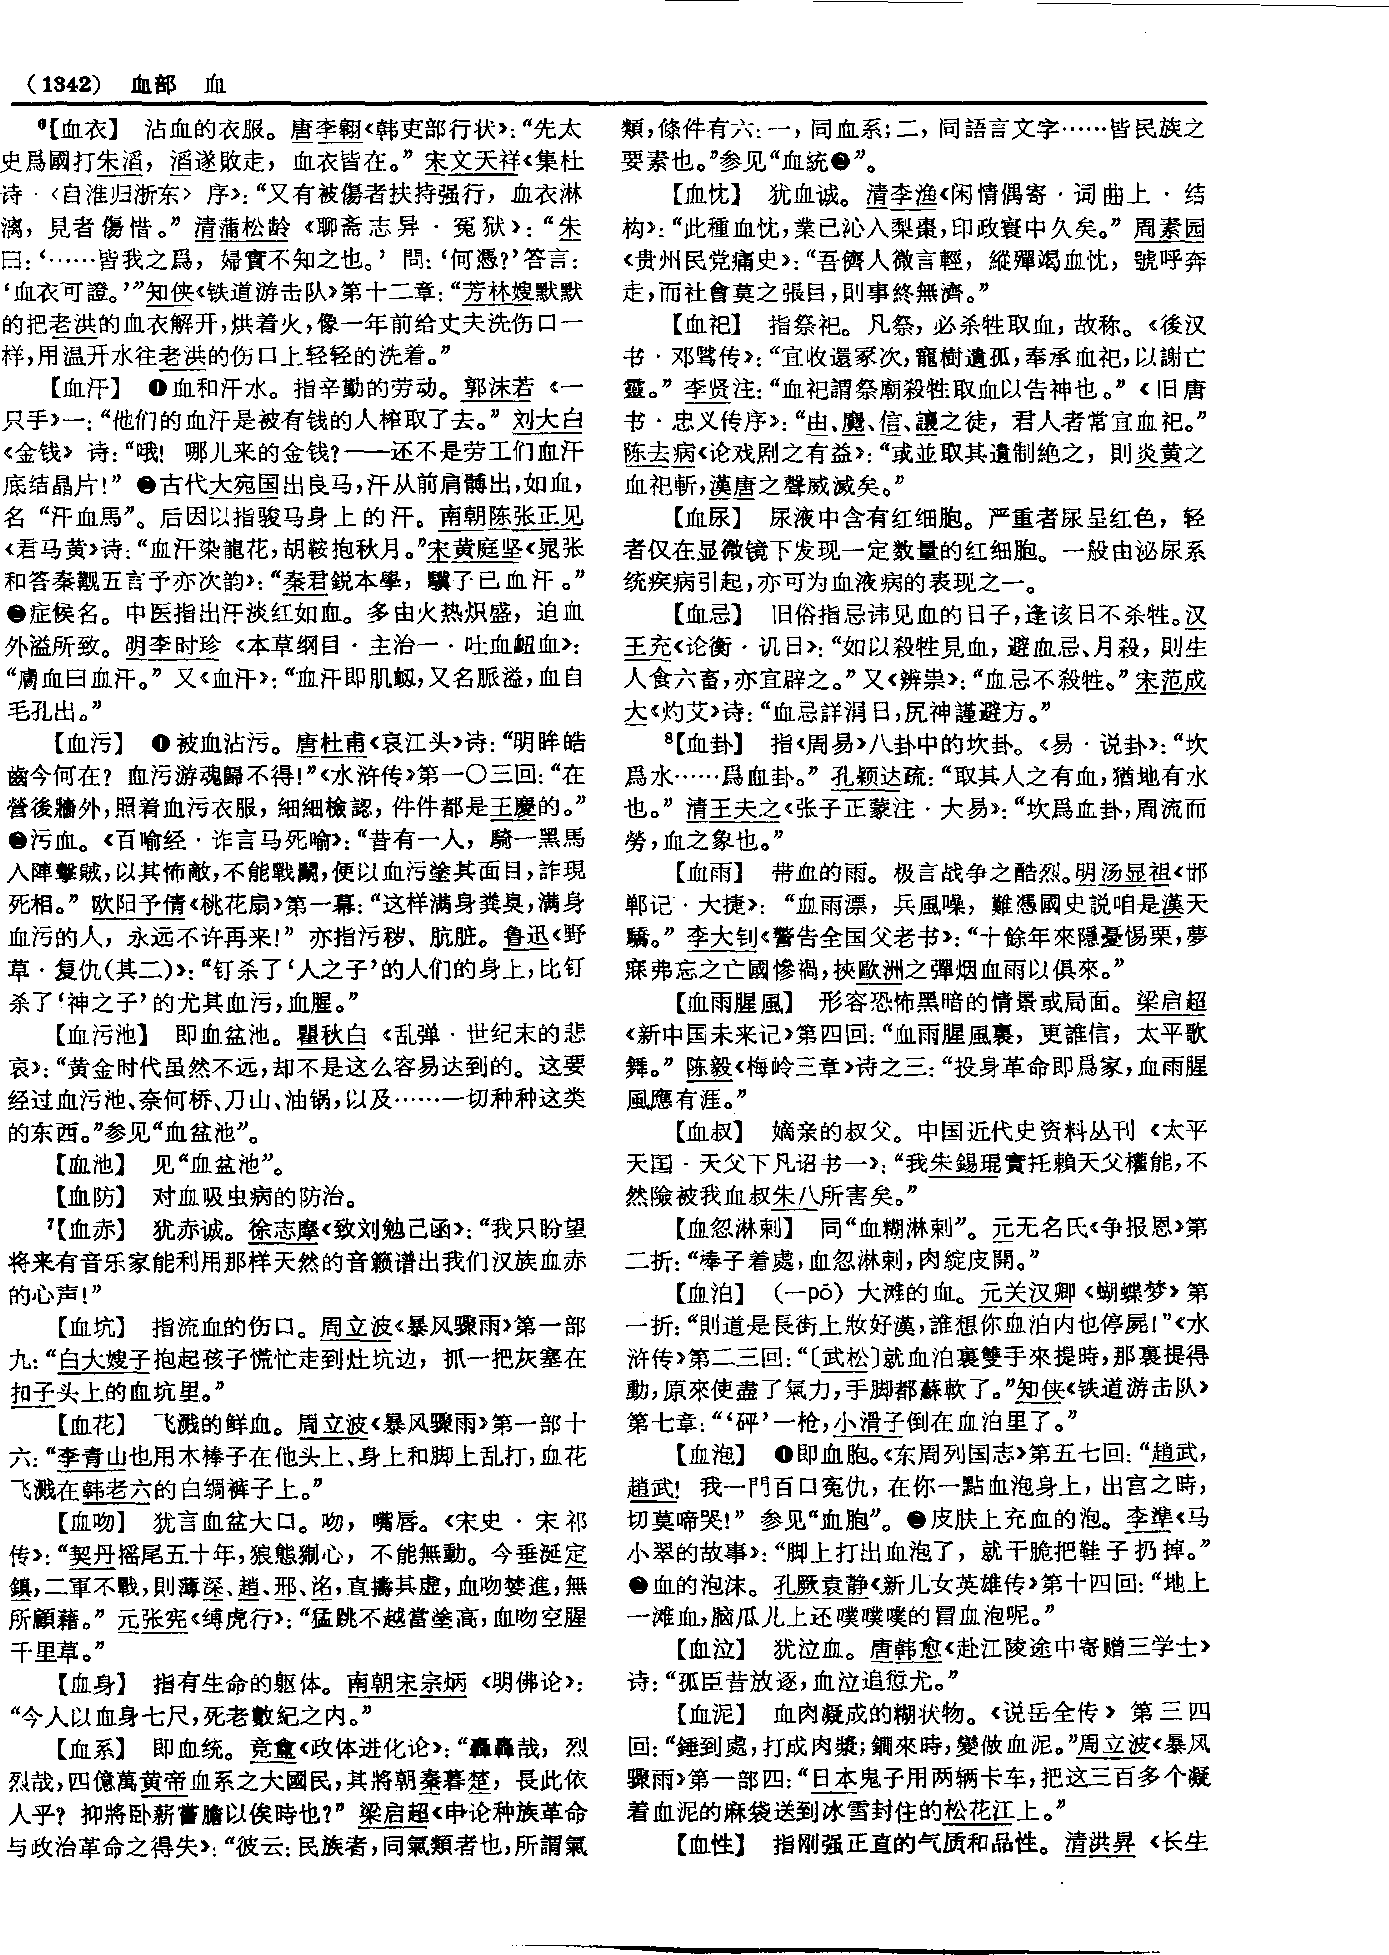 （1342） 血部 血
⁶【血衣】 沾血的衣服。唐李翱《韩吏部行状》：“先太
史爲國打朱滔，滔遂敗走，血衣皆在。”宋文天祥《集杜
诗·〈自淮归浙东〉序》：“又有被傷者扶持强行，血衣淋
漓，見者傷惜。”清蒲松龄《聊斋志异·冤狱》：“朱
曰：‘……皆我之爲，婦實不知之也。’問：‘何憑？’答言：
‘血衣可證。’”知侠《铁道游击队》第十二章：“芳林嫂默默
的把老洪的血衣解开，烘着火，像一年前给丈夫洗伤口一
样，用温开水往老洪的伤口上轻轻的洗着。”
【血汗】 ❶血和汗水。指辛勤的劳动。郭沫若《一
只手》一：“他们的血汗是被有钱的人榨取了去。”刘大白
《金钱》诗：“哦！哪儿来的金钱？——还不是劳工们血汗
底结晶片！”❷古代大宛国出良马，汗从前肩髆出，如血，
名“汗血馬”。后因以指骏马身上的汗。南朝陈张正见
《君马黄》诗：“血汗染龍花，胡鞍抱秋月。”宋黄庭坚《晁张
和答秦觏五言予亦次韵》：“秦君鋭本學，驥子已血汗。”
❸症候名。中医指出汗淡红如血。多由火热炽盛，迫血
外溢所致。明李时珍《本草纲目·主治一·吐血衄血》：
“膚血曰血汗。”又《血汗》：“血汗即肌衄，又名脈溢，血自
毛孔出。”
【血污】 ❶被血沾污。唐杜甫《哀江头》诗：“明眸皓
齒今何在？血污游魂歸不得！”《水浒传》第一〇三回：“在
營後牆外，照着血污衣服，細細檢認，件件都是王慶的。”
❷污血。《百喻经·诈言马死喻》：“昔有一人，騎一黑馬
入陣擊賊，以其怖敵，不能戰鬭，便以血污塗其面目，詐現
死相。”欧阳予倩《桃花扇》第一幕：“这样满身粪臭，满身
血污的人，永远不许再来！”亦指污秽、肮脏。鲁迅《野
草·复仇（其二）》：“钉杀了‘人之子’的人们的身上，比钉
杀了‘神之子’的尤其血污，血腥。”
【血污池】 即血盆池。瞿秋白《乱弹·世纪末的悲
哀》：“黄金时代虽然不远，却不是这么容易达到的。这要
经过血污池、奈何桥、刀山、油锅，以及……一切种种这类
的东西。”参见“血盆池”。
【血池】 见“血盆池”。
【血防】 对血吸虫病的防治。
⁷【血赤】 犹赤诚。徐志摩《致刘勉己函》：“我只盼望
将来有音乐家能利用那样天然的音籁谱出我们汉族血赤
的心声！”
【血坑】 指流血的伤口。周立波《暴风骤雨》第一部
九：“白大嫂子抱起孩子慌忙走到灶坑边，抓一把灰塞在
扣子头上的血坑里。”
【血花】 飞溅的鲜血。周立波《暴风骤雨》第一部十
六：“李青山也用木棒子在他头上、身上和脚上乱打，血花
飞溅在韩老六的白绸裤子上。”
【血吻】 犹言血盆大口。吻，嘴唇。《宋史·宋祁
传》：“契丹摇尾五十年，狼態猘心，不能無動。今垂涎定
鎮，二軍不戰，則薄深、趙、邢、洺，直擣其虚，血吻婪進，無
所顧藉。”元张宪《缚虎行》：“猛跳不越當塗高，血吻空腥
千里草。”
【血身】 指有生命的躯体。南朝宋宗炳《明佛论》：
“今人以血身七尺，死老數紀之内。”
【血系】 即血统。竞盦《政体进化论》：“轟轟哉，烈
烈哉，四億萬黄帝血系之大國民，其將朝秦暮楚，長此依
人乎？抑將卧薪嘗膽以俟時也？”梁启超《申论种族革命
与政治革命之得失》：“彼云：民族者，同氣類者也，所謂氣
類，條件有六：一，同血系；二，同語言文字……皆民族之
要素也。”参见“血統❷”。
【血忱】 犹血诚。清李渔《闲情偶寄·词曲上·结
构》：“此種血忱，業已沁入梨棗，印政寰中久矣。”周素园
《贵州民党痛史》：“吾儕人微言輕，縱殫竭血忱，號呼奔
走，而社會莫之張目，則事終無濟。”
【血祀】 指祭祀。凡祭，必杀牲取血，故称。《後汉
书·邓骘传》：“宜收還冢次，寵樹遺孤，奉承血祀，以謝亡
靈。”李贤注：“血祀謂祭廟殺牲取血以告神也。”《旧唐
书·忠义传序》：“由、麑、信、讓之徒，君人者常宜血祀。”
陈去病《论戏剧之有益》：“或並取其遺制絶之，則炎黄之
血祀斬，漢唐之聲威滅矣。”
【血尿】 尿液中含有红细胞。严重者尿呈红色，轻
者仅在显微镜下发现一定数量的红细胞。一般由泌尿系
统疾病引起，亦可为血液病的表现之一。
【血忌】 旧俗指忌讳见血的日子，逢该日不杀牲。汉
王充《论衡·讥日》：“如以殺牲見血，避血忌、月殺，則生
人食六畜，亦宜辟之。”又《辨祟》：“血忌不殺牲。”宋范成
大《灼艾》诗：“血忌詳涓日，尻神謹避方。”
⁸【血卦】 指《周易》八卦中的坎卦。《易·说卦》：“坎
爲水……爲血卦。”孔颖达疏：“取其人之有血，猶地有水
也。”清王夫之《张子正蒙注·大易》：“坎爲血卦，周流而
勞，血之象也。”
【血雨】 带血的雨。极言战争之酷烈。明汤显祖《邯
郸记·大捷》：“血雨漂，兵風噪，難憑國史説咱是漢天
驕。”李大钊《警告全国父老书》：“十餘年來隱憂惕栗，夢
寐弗忘之亡國慘禍，挾歐洲之彈烟血雨以俱來。”
【血雨腥風】 形容恐怖黑暗的情景或局面。梁启超
《新中国未来记》第四回：“血雨腥風裏，更誰信，太平歌
舞。”陈毅《梅岭三章》诗之三：“投身革命即爲家，血雨腥
風應有涯。”
【血叔】 嫡亲的叔父。中国近代史资料丛刊《太平
天囯·天父下凡诏书一》：“我朱錫琨實托賴天父權能，不
然險被我血叔朱八所害矣。”
【血忽淋剌】 同“血糊淋剌”。元无名氏《争报恩》第
二折：“棒子着處，血忽淋剌，肉綻皮開。”
【血泊】 （—pō）大滩的血。元关汉卿《蝴蝶梦》第
一折：“則道是長街上妝好漢，誰想你血泊内也停屍！”《水
浒传》第二三回：“〔武松〕就血泊裏雙手來提時，那裏提得
動，原來使盡了氣力，手脚都蘇軟了。”知侠《铁道游击队》
第七章：“‘砰’一枪，小滑子倒在血泊里了。”
【血泡】 ❶即血胞。《东周列国志》第五七回：“趙武，
趙武！我一門百口寃仇，在你一點血泡身上，出宫之時，
切莫啼哭！”参见“血胞”。❷皮肤上充血的泡。李凖《马
小翠的故事》：“脚上打出血泡了，就干脆把鞋子扔掉。”
❸血的泡沫。孔厥袁静《新儿女英雄传》第十四回：“地上
一滩血，脑瓜儿上还噗噗噗的冒血泡呢。”
【血泣】 犹泣血。唐韩愈《赴江陵途中寄赠三学士》
诗：“孤臣昔放逐，血泣追愆尤。”
【血泥】 血肉凝成的糊状物。《说岳全传》第三四
回：“錘到處，打成肉漿；鐧來時，變做血泥。”周立波《暴风
骤雨》第一部四：“日本鬼子用两辆卡车，把这三百多个凝
着血泥的麻袋送到冰雪封住的松花江上。”
【血性】 指刚强正直的气质和品性。清洪昇《长生